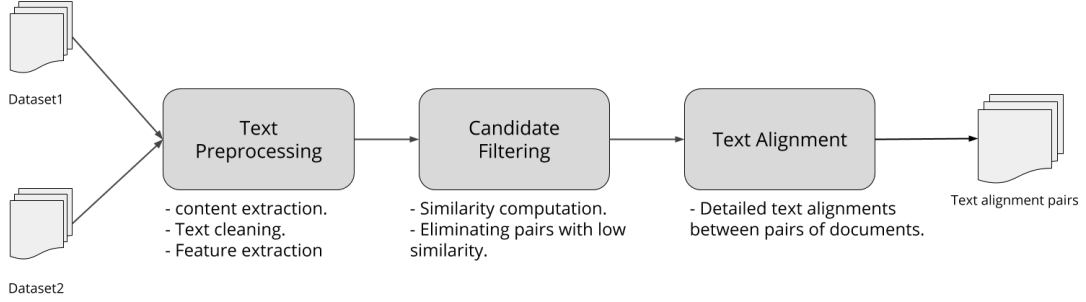 Dataset1
Text
Preprocessing
- content extraction.
- Text cleaning.
- Feature extraction
Candidate
Filtering
- Similarity computation.
- Eliminating pairs with low
similarity.
Text Alignment
- Detailed text alignments
between pairs of documents.
Text alignment pairs
Dataset2